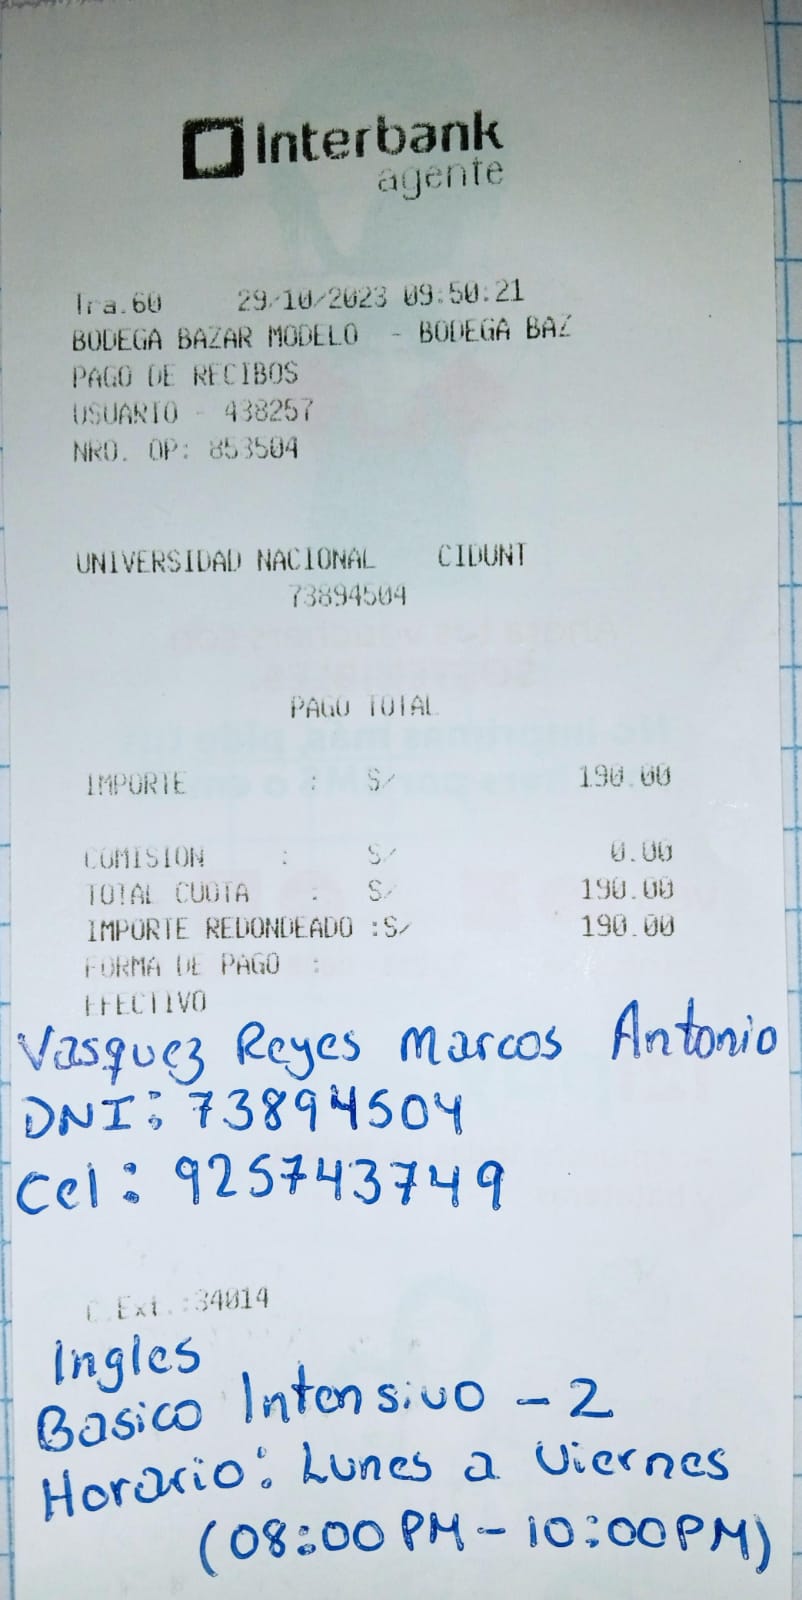 Interbank
agente
Tra.60 29/10/2023 09:50:21
BODEGA BAZAR MODELO - BODEGA BAZ
PAGO DE RECIBOS
USUARIO - 438257
NRO. OP: 853504
UNIVERSIDAD NACIONAL CIDUNT
73894504
PAGO TOTAL
IMPORTE : S/ 190.00
COMISION : S/ 0.00
TOTAL CUOTA : S/ 190.00
IMPORTE REDONDEADO :S/ 190.00
FORMA DE PAGO :
EFECTIVO
Vasquez Reyes Marcos Antonio
DNI: 73894504
Cel: 925743749
C.Ext.:34014
Ingles
Basico Intensivo - 2
Horario: Lunes a Viernes
(08:00 PM - 10:00 PM)